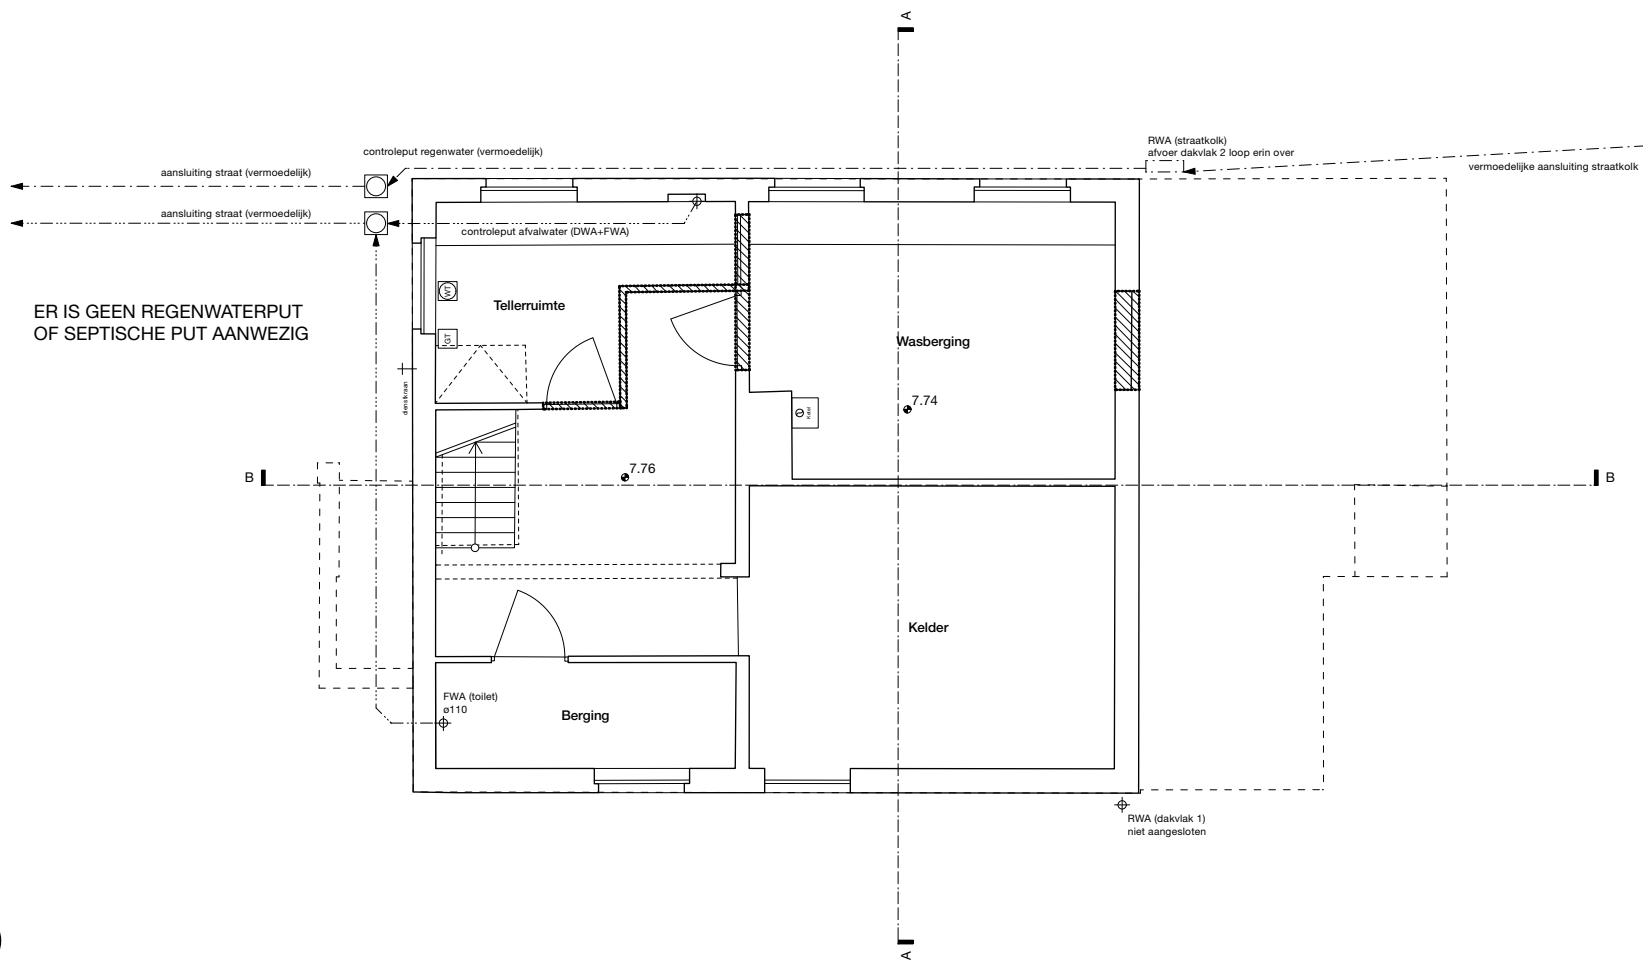 A
controleput regenwater (vermoedelijk)
RWA (straatkolk)
afvoer dakvlak 2 loop erin over
vermoedelijke aansluiting straatkolk
aansluiting straat (vermoedelijk)
aansluiting straat (vermoedelijk)
controleput afvalwater (DWA+FWA)
WT
ER IS GEEN REGENWATERPUT
OF SEPTISCHE PUT AANWEZIG
Tellerruimte
GT
Wasberging
dienstkraan
Ketel
7.74
7.76
B
B
Kelder
FWA (toilet)
ø110
Berging
RWA (dakvlak 1)
niet aangesloten
A